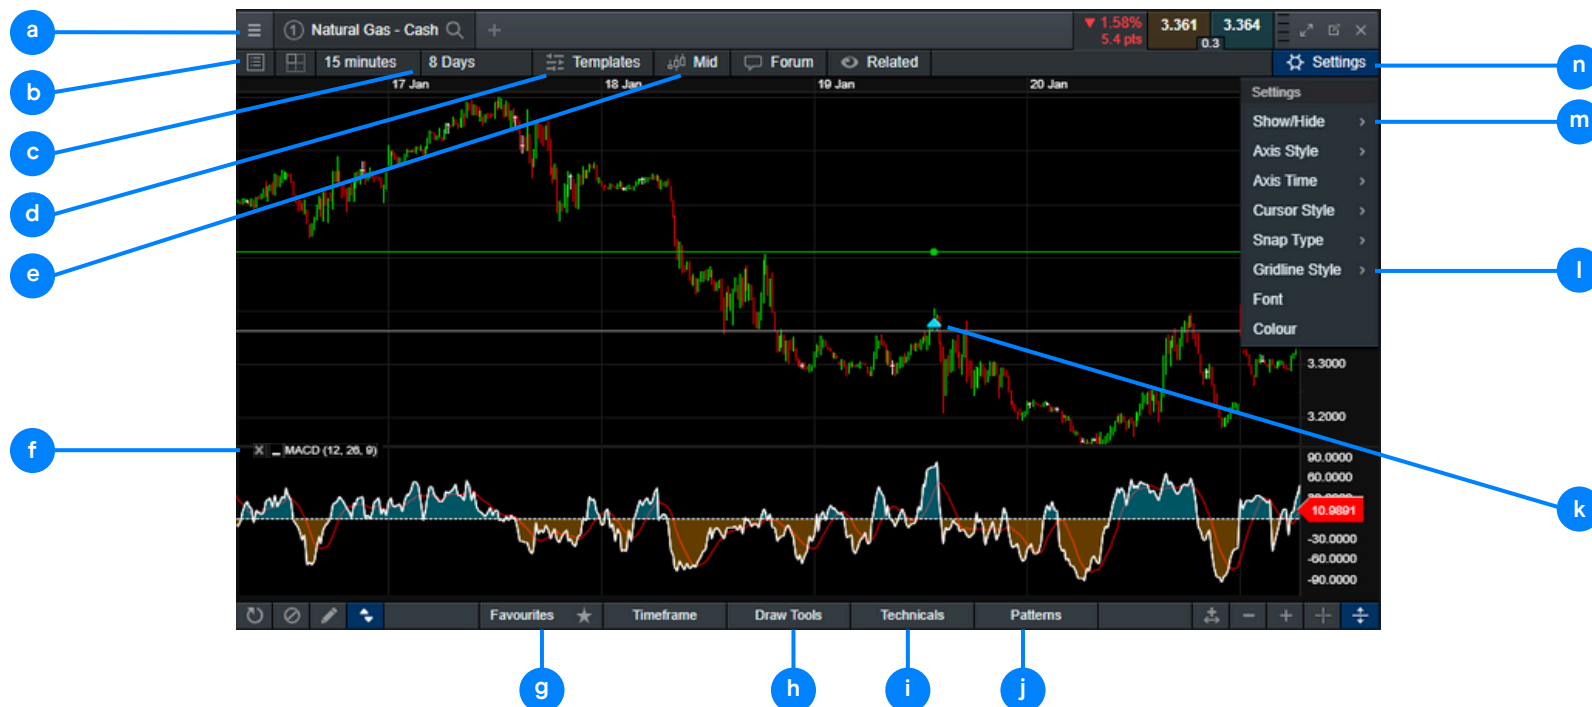 a
1 Natural Gas - Cash
1.58%
5.4 pts
3.361
3.364
0.3
b
15 minutes
8 Days
Templates
Mid
Forum
Related
Settings
n
17 Jan
18 Jan
19 Jan
20 Jan
Settings
Show/Hide
m
Axis Style
Axis Time
Cursor Style
Snap Type
Gridline Style
l
Font
Colour
c
d
e
3.3000
3.2000
f
MACD (12, 26, 9)
90.0000
60.0000
10.9891
-30.0000
-60.0000
-90.0000
k
Favourites
Timeframe
Draw Tools
Technicals
Patterns
g
h
i
j